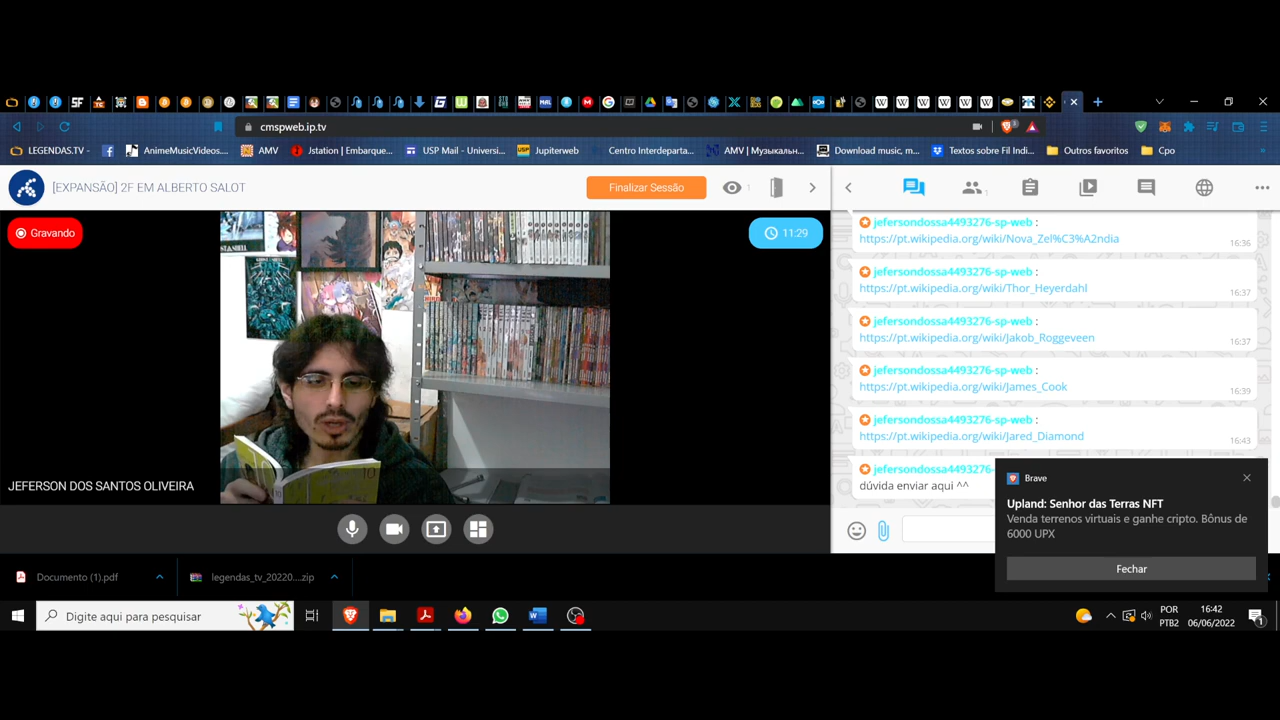 cmspweb.ip.tv
LEGENDAS.TV -
AnimeMusicVideos...
AMV
Jstation | Embarque...
USP Mail - Universi...
Jupiterweb
Centro Interdeparta...
AMV | Музыкальн...
Download music, m...
Textos sobre Fil Indi...
Outros favoritos
Cpo
[EXPANSÃO] 2F EM ALBERTO SALOT
Finalizar Sessão
1
1
Gravando
11:29
JEFERSON DOS SANTOS OLIVEIRA
jefersondossa4493276-sp-web :
https://pt.wikipedia.org/wiki/Nova_Zel%C3%A2ndia
16:36
jefersondossa4493276-sp-web :
https://pt.wikipedia.org/wiki/Thor_Heyerdahl
16:37
jefersondossa4493276-sp-web :
https://pt.wikipedia.org/wiki/Jakob_Roggeveen
16:37
jefersondossa4493276-sp-web :
https://pt.wikipedia.org/wiki/James_Cook
16:39
jefersondossa4493276-sp-web :
https://pt.wikipedia.org/wiki/Jared_Diamond
16:43
jefersondossa4493276-
dúvida enviar aqui ^^
Brave
Upland: Senhor das Terras NFT
Venda terrenos virtuais e ganhe cripto. Bônus de
6000 UPX
Fechar
Documento (1).pdf
legendas_tv_20220....zip
Digite aqui para pesquisar
POR
PTB2
16:42
06/06/2022
1